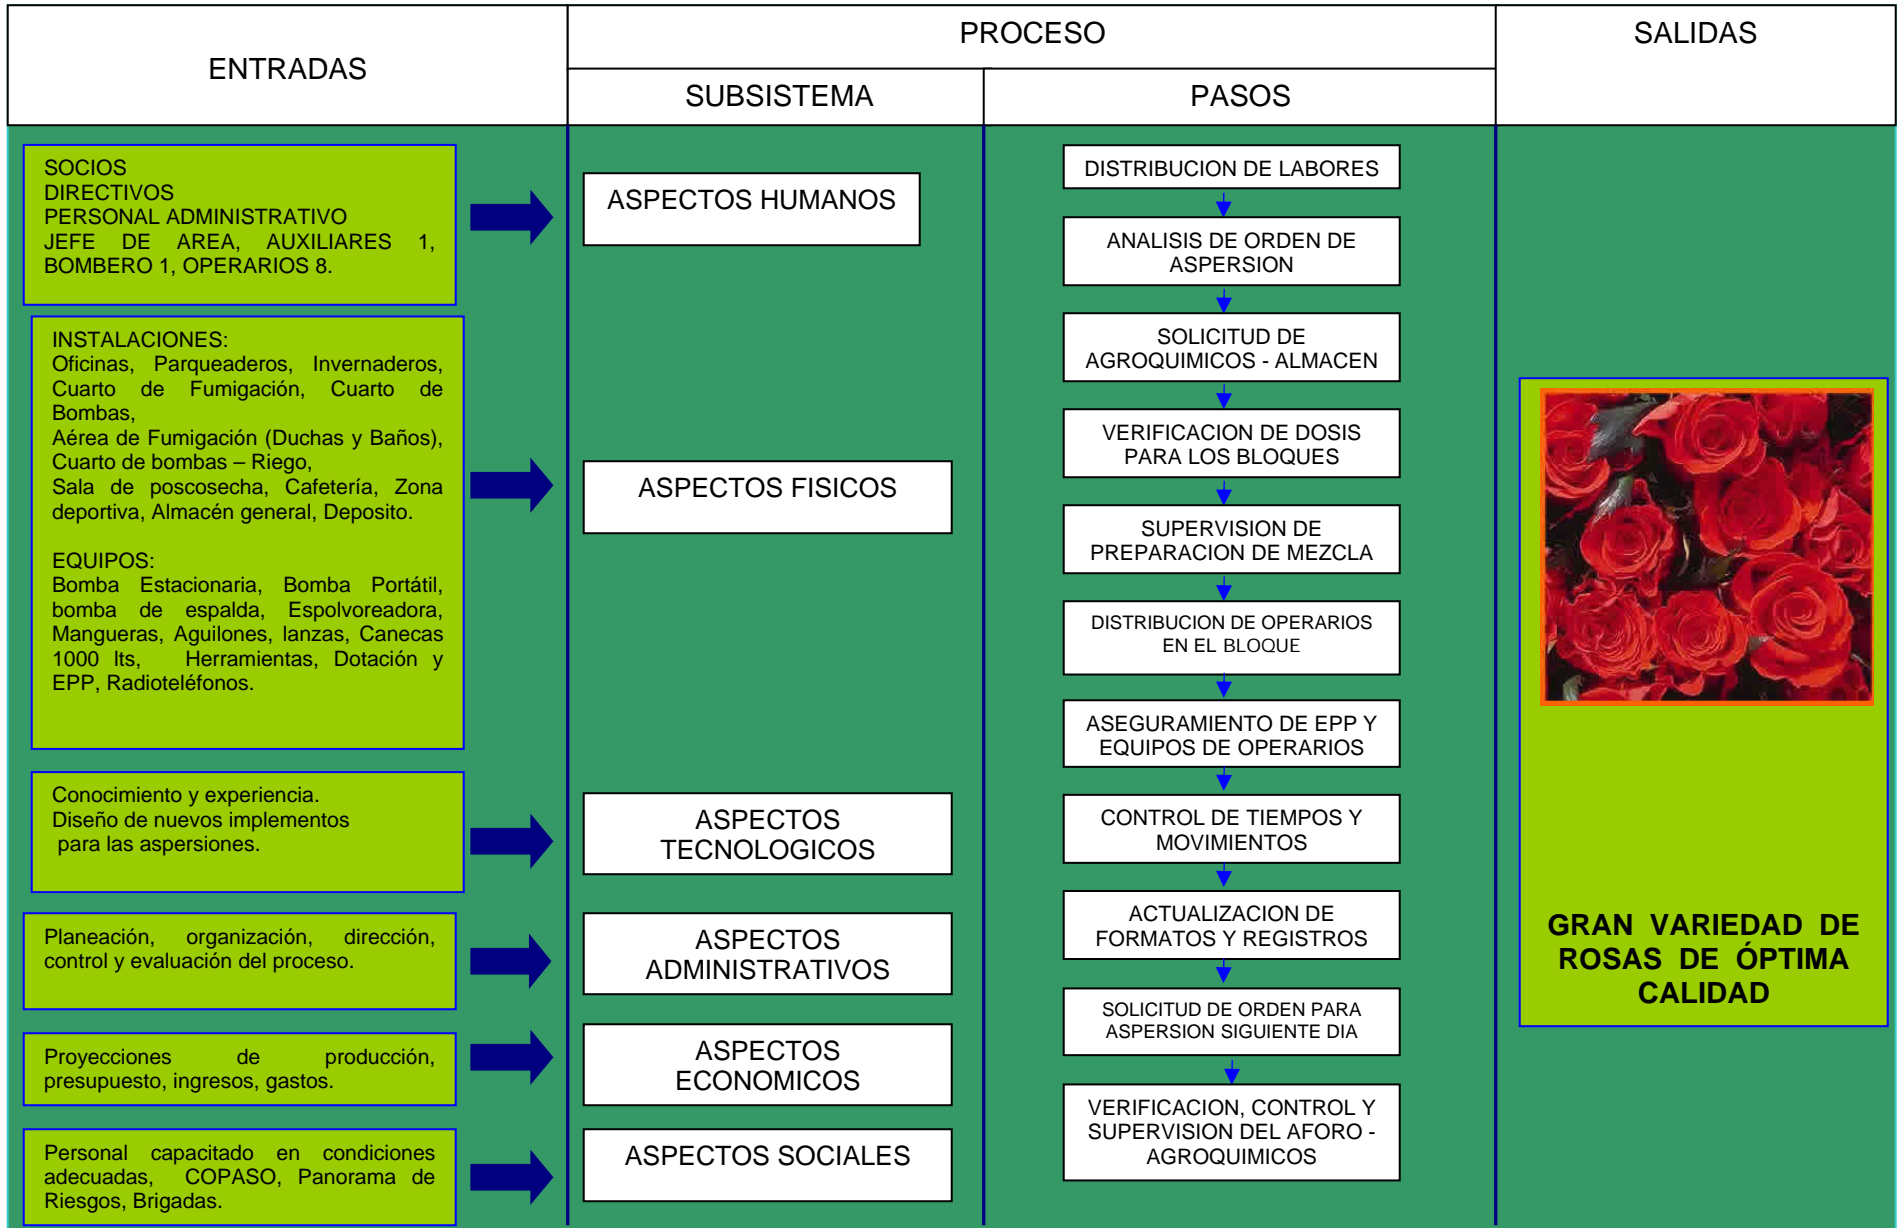 ENTRADAS
PROCESO
SALIDAS
SUBSISTEMA
PASOS
SOCIOS
DIRECTIVOS
PERSONAL ADMINISTRATIVO
JEFE DE AREA, AUXILIARES 1,
BOMBERO 1, OPERARIOS 8.
INSTALACIONES:
Oficinas, Parqueaderos, Invernaderos,
Cuarto de Fumigación, Cuarto de
Bombas,
Aérea de Fumigación (Duchas y Baños),
Cuarto de bombas – Riego,
Sala de poscosecha, Cafetería, Zona
deportiva, Almacén general, Deposito.
EQUIPOS:
Bomba Estacionaria, Bomba Portátil,
bomba de espalda, Espolvoreadora,
Mangueras, Aguilones, lanzas, Canecas
1000 lts, Herramientas, Dotación y
EPP, Radioteléfonos.
Conocimiento y experiencia.
Diseño de nuevos implementos
para las aspersiones.
Planeación, organización, dirección,
control y evaluación del proceso.
Proyecciones de producción,
presupuesto, ingresos, gastos.
Personal capacitado en condiciones
adecuadas, COPASO, Panorama de
Riesgos, Brigadas.
ASPECTOS HUMANOS
ASPECTOS FISICOS
ASPECTOS
TECNOLOGICOS
ASPECTOS
ADMINISTRATIVOS
ASPECTOS
ECONOMICOS
ASPECTOS SOCIALES
DISTRIBUCION DE LABORES
ANALISIS DE ORDEN DE
ASPERSION
SOLICITUD DE
AGROQUIMICOS - ALMACEN
VERIFICACION DE DOSIS
PARA LOS BLOQUES
SUPERVISION DE
PREPARACION DE MEZCLA
DISTRIBUCION DE OPERARIOS
EN EL BLOQUE
ASEGURAMIENTO DE EPP Y
EQUIPOS DE OPERARIOS
CONTROL DE TIEMPOS Y
MOVIMIENTOS
ACTUALIZACION DE
FORMATOS Y REGISTROS
SOLICITUD DE ORDEN PARA
ASPERSION SIGUIENTE DIA
VERIFICACION, CONTROL Y
SUPERVISION DEL AFORO -
AGROQUIMICOS
GRAN VARIEDAD DE
ROSAS DE ÓPTIMA
CALIDAD